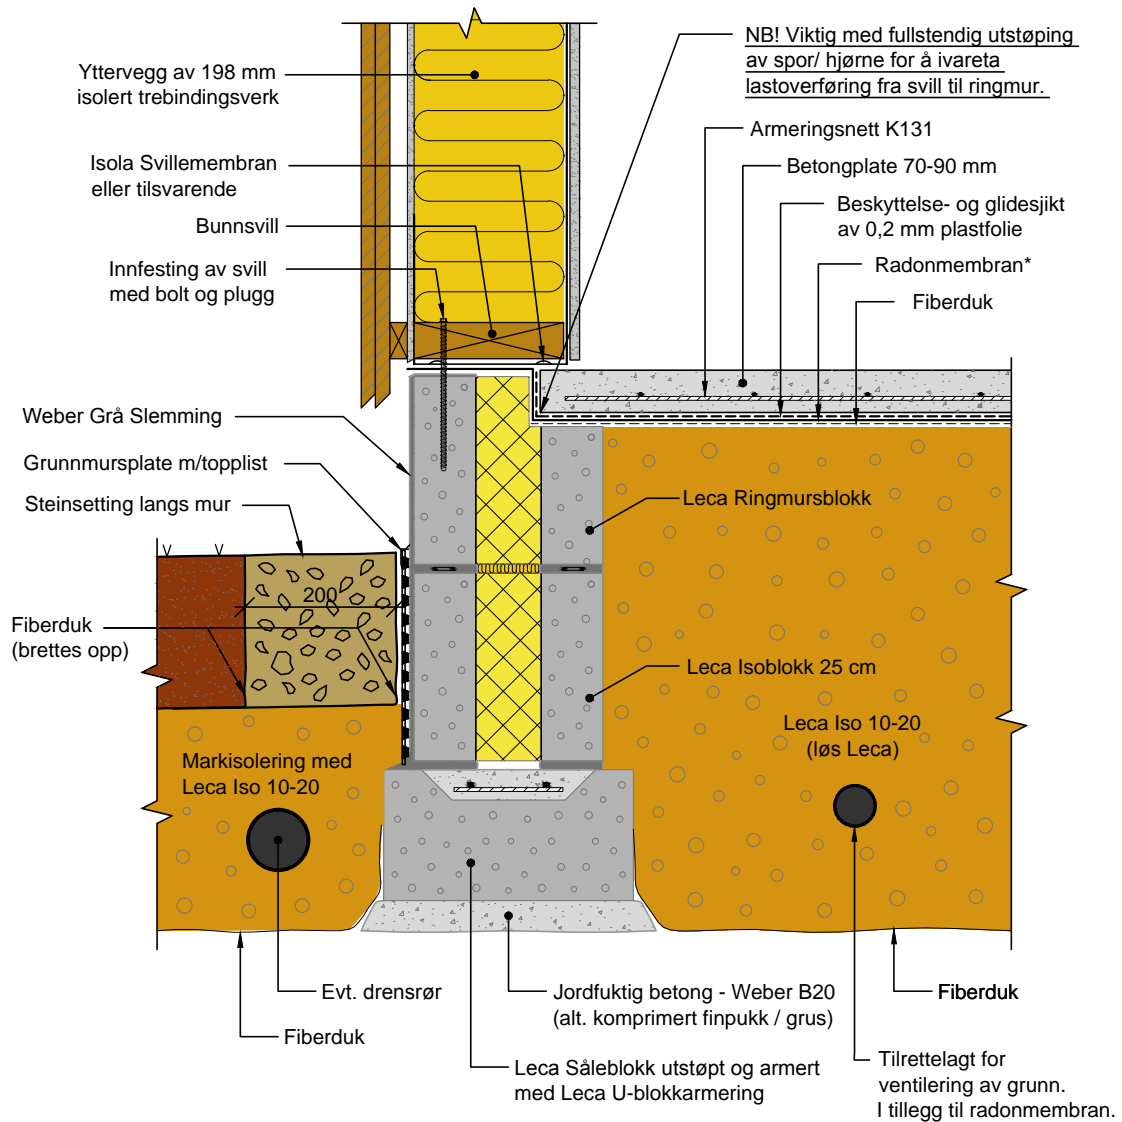 NB! Viktig med fullstendig utstøping
av spor/ hjørne for å ivareta
lastoverføring fra svill til ringmur.
Yttervegg av 198 mm
isolert trebindingsverk
Armeringsnett K131
Isola Svillemembran
eller tilsvarende
Betongplate 70-90 mm
Beskyttelse- og glidesjikt
av 0,2 mm plastfolie
Bunnsvill
Radonmembran*
Innfesting av svill
med bolt og plugg
Fiberduk
Weber Grå Slemming
Grunnmursplate m/topplist
Steinsetting langs mur
Leca Ringmursblokk
200
Fiberduk
(brettes opp)
Leca Isoblokk 25 cm
Leca Iso 10-20
(løs Leca)
Markisolering med
Leca Iso 10-20
Evt. drensrør
Jordfuktig betong - Weber B20
(alt. komprimert finpukk / grus)
Fiberduk
Fiberduk
Leca Såleblokk utstøpt og armert
med Leca U-blokkarmering
Tilrettelagt for
ventilering av grunn.
I tillegg til radonmembran.